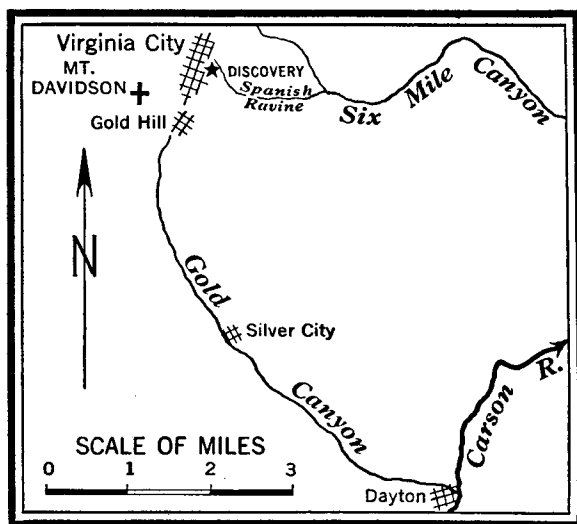 Virginia City
MT.
DAVIDSON
DISCOVERY
Spanish
Ravine
Six Mile Canyon
Gold Hill
N
Gold Canyon
Silver City
Carson R.
SCALE OF MILES
0 1 2 3
Dayton